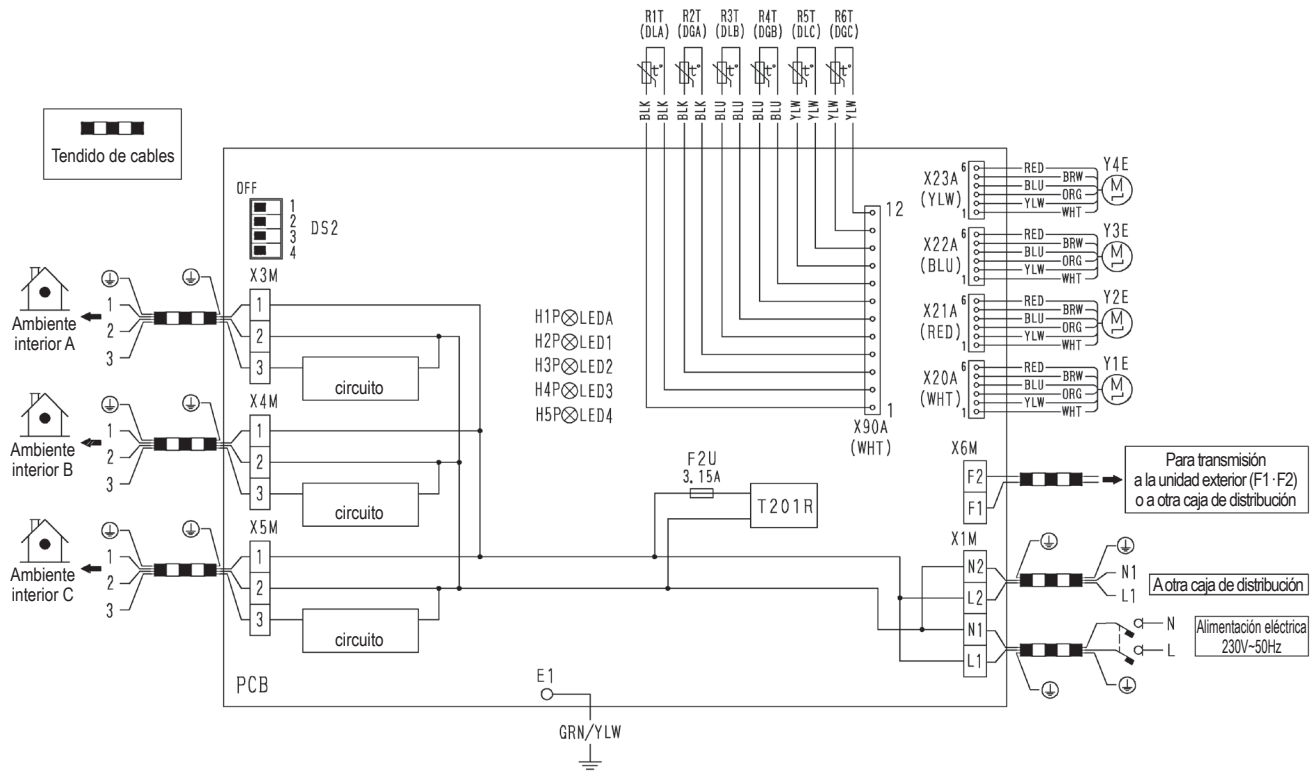 R1T R2T R3T R4T R5T R6T
(DLA) (DGA) (DLB) (DGB) (DLC) (DGC)
t° t° t° t° t° t°
BLK BLK BLK BLK BLU BLU BLU BLU YLW YLW YLW YLW
Tendido de cables
OFF
1
2
3
4
DS2
X3M
1
2
3
circuito
Ambiente
interior A
1
2
3
X4M
1
2
3
circuito
Ambiente
interior B
1
2
3
X5M
1
2
3
circuito
Ambiente
interior C
1
2
3
H1P LEDA
H2P LED1
H3P LED2
H4P LED3
H5P LED4
12
1
X90A
(WHT)
F2U
3.15A
T201R
X23A
(YLW)
6
1
RED
BRW
BLU
ORG
YLW
WHT
Y4E
M
X22A
(BLU)
6
1
RED
BRW
BLU
ORG
YLW
WHT
Y3E
M
X21A
(RED)
6
1
RED
BRW
BLU
ORG
YLW
WHT
Y2E
M
X20A
(WHT)
6
1
RED
BRW
BLU
ORG
YLW
WHT
Y1E
M
X6M
F2
F1
Para transmisión
a la unidad exterior (F1·F2)
o a otra caja de distribución
X1M
N2
L2
N1
L1
N1
L1
A otra caja de distribución
N
L
Alimentación eléctrica
230V~50Hz
PCB
E1
GRN/YLW